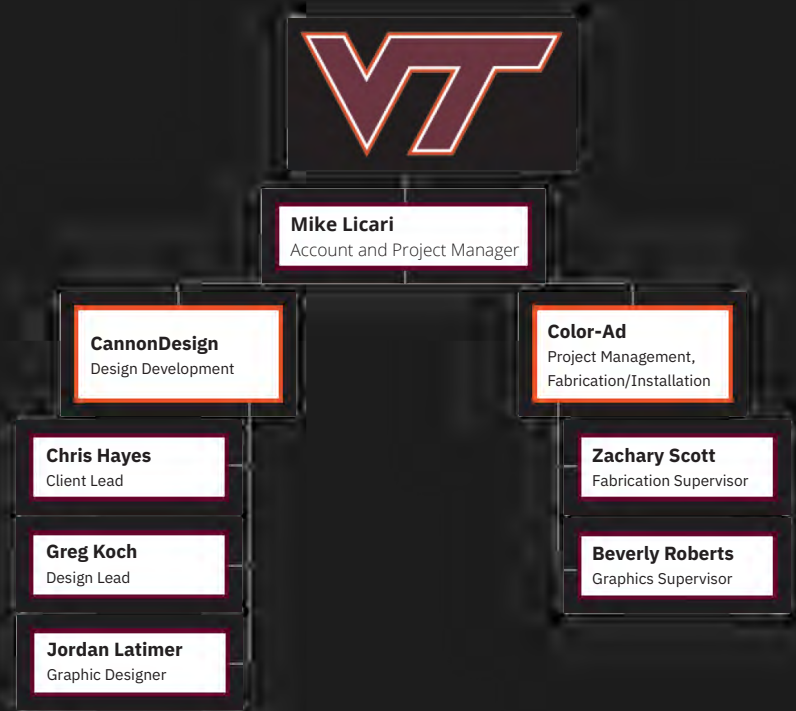 VT
Mike Licari
Account and Project Manager
CannonDesign
Design Development
Chris Hayes
Client Lead
Greg Koch
Design Lead
Jordan Latimer
Graphic Designer
Color-Ad
Project Management,
Fabrication/Installation
Zachary Scott
Fabrication Supervisor
Beverly Roberts
Graphics Supervisor